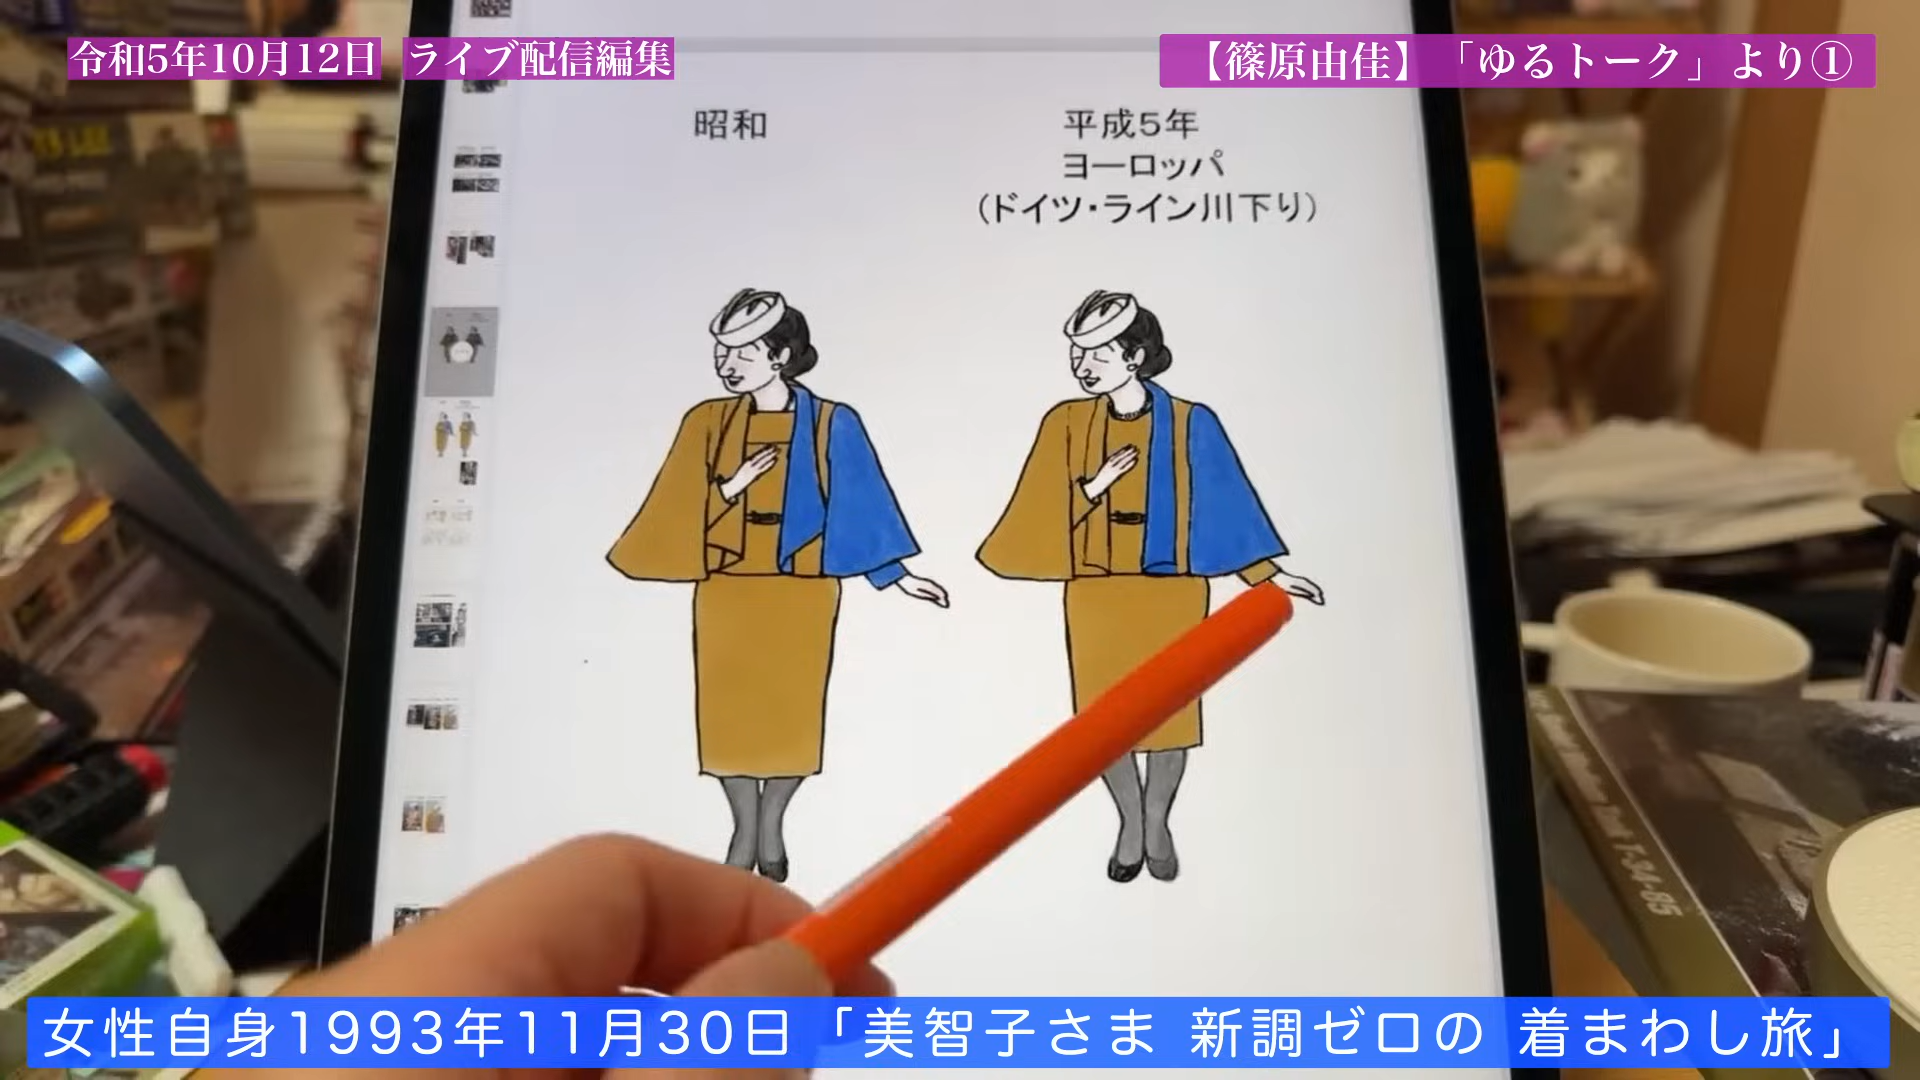 令和5年10月12日 ライブ配信編集
【篠原由佳】「ゆるトーク」より①
昭和
平成5年
ヨーロッパ
(ドイツ・ライン川下り)
T-34-85
女性自身1993年11月30日「美智子さま 新調ゼロの 着まわし旅」